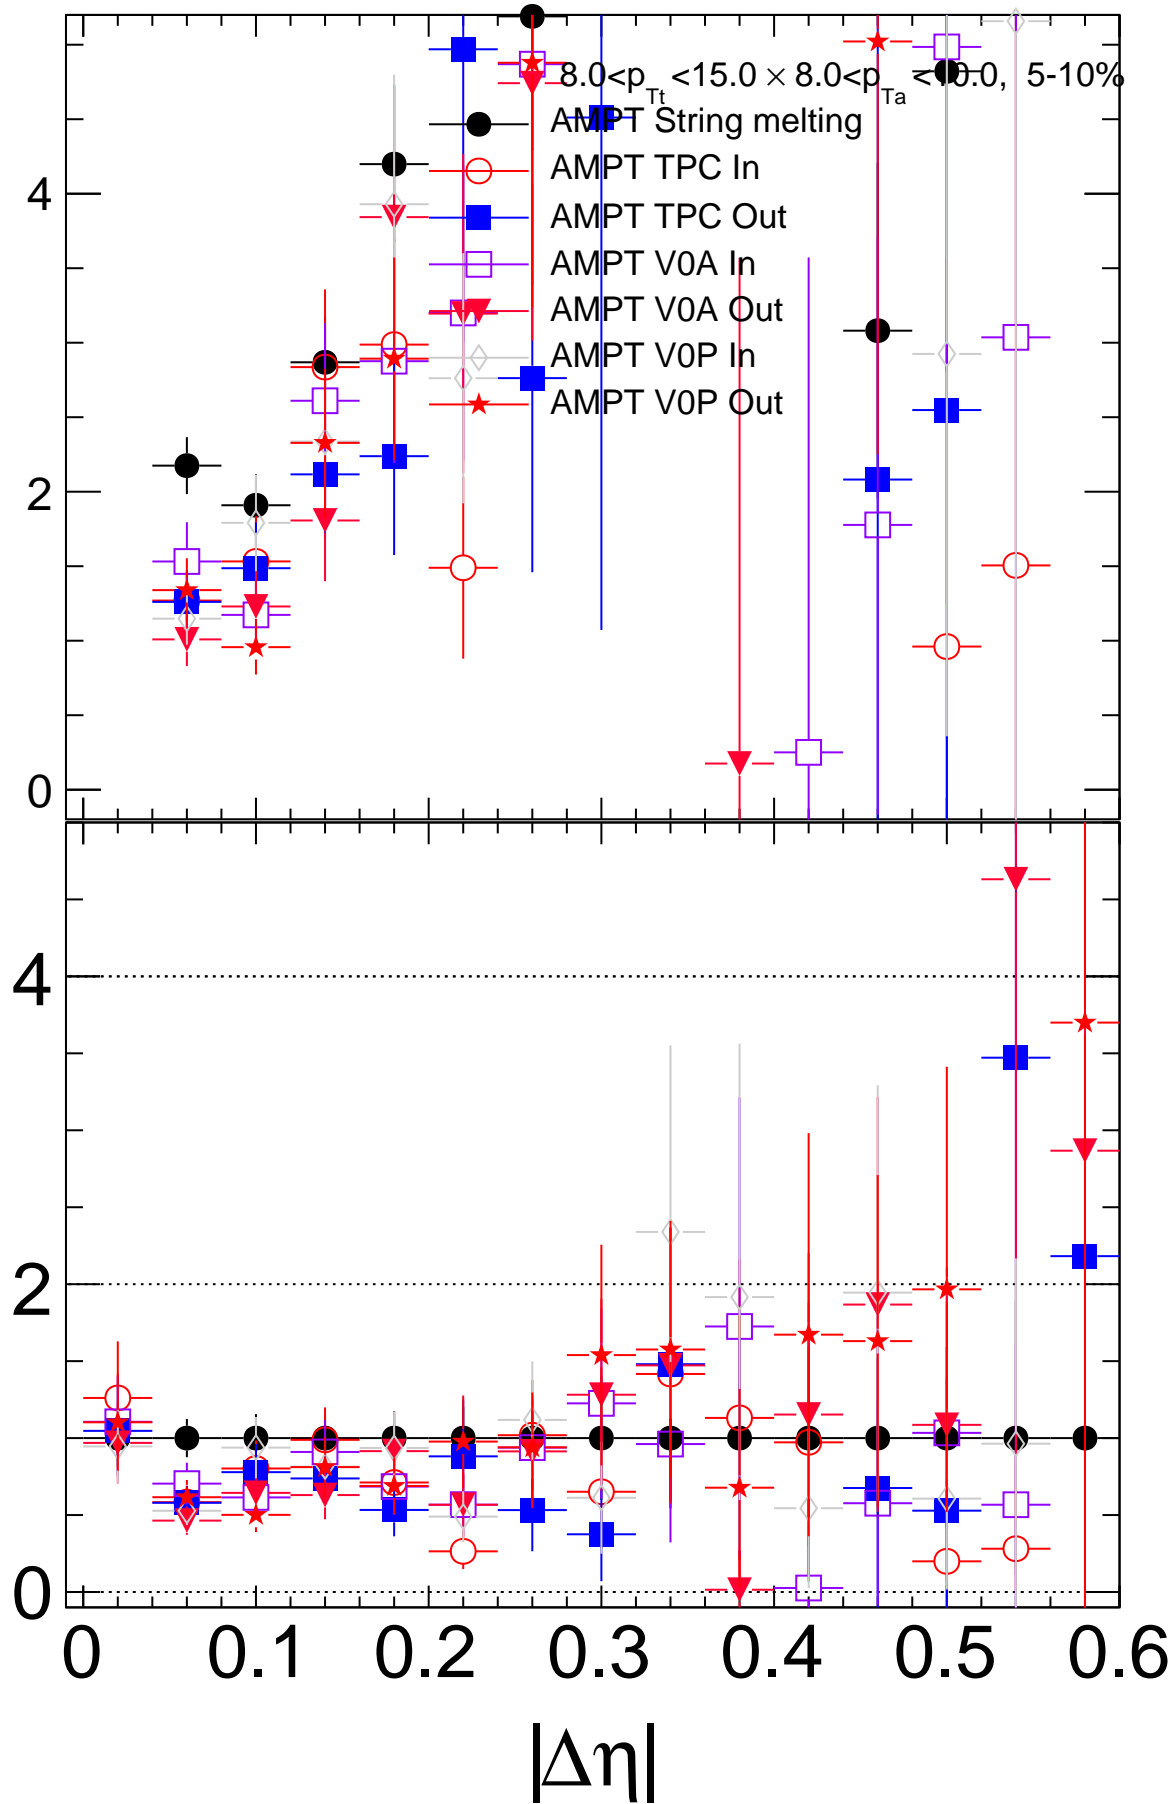 8.0<p_Tt<15.0 × 8.0<p_Ta<10.0, 5-10%
AMPT String melting
AMPT TPC In
AMPT TPC Out
AMPT V0A In
AMPT V0A Out
AMPT V0P In
AMPT V0P Out
4
2
0
4
2
0
0 0.1 0.2 0.3 0.4 0.5 0.6
|Δη|